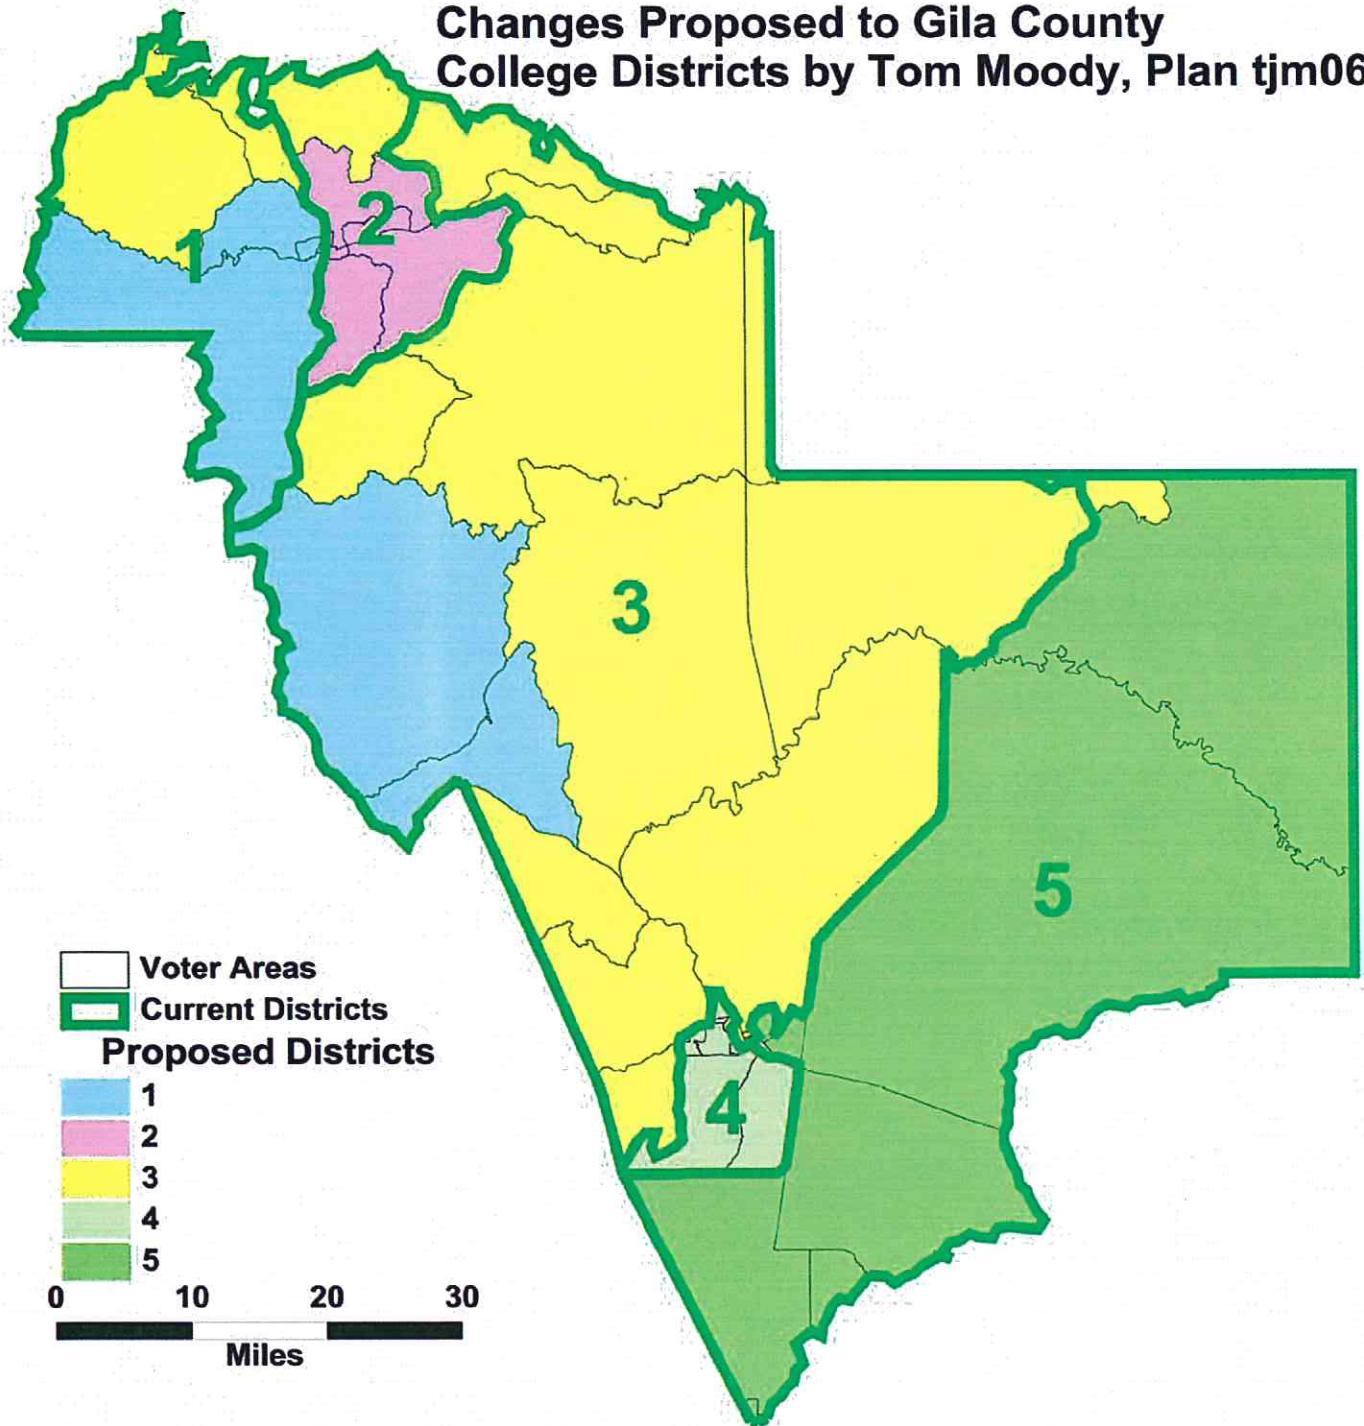 Changes Proposed to Gila County
College Districts by Tom Moody, Plan tjm06
1
2
3
5
4
Voter Areas
Current Districts
Proposed Districts
1
2
3
4
5
0 10 20 30
Miles